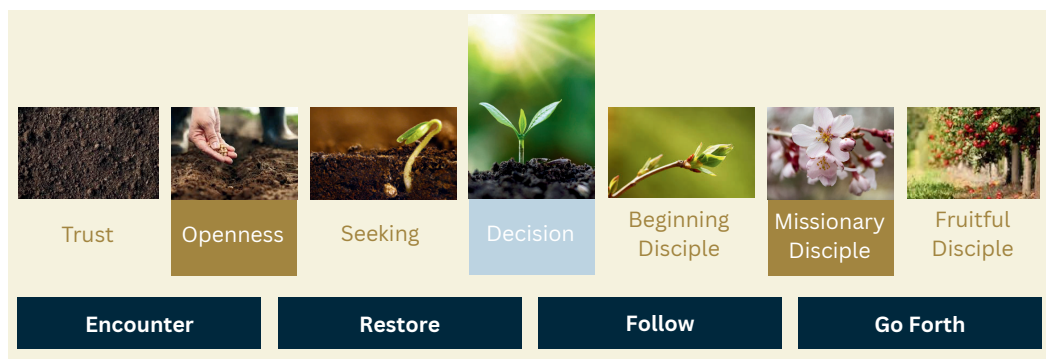 Trust
Openness
Seeking
Decision
Beginning
Disciple
Missionary
Disciple
Fruitful
Disciple
Encounter
Restore
Follow
Go Forth